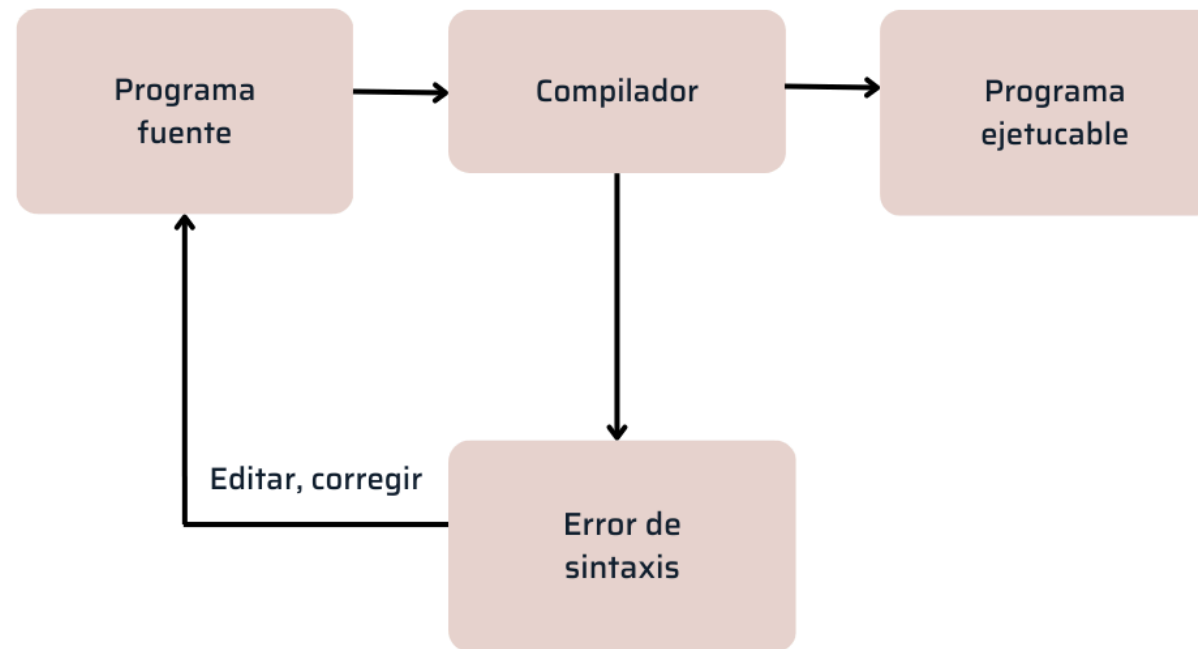 Programa
fuente
Compilador
Programa
ejetucable
Editar, corregir
Error de
sintaxis